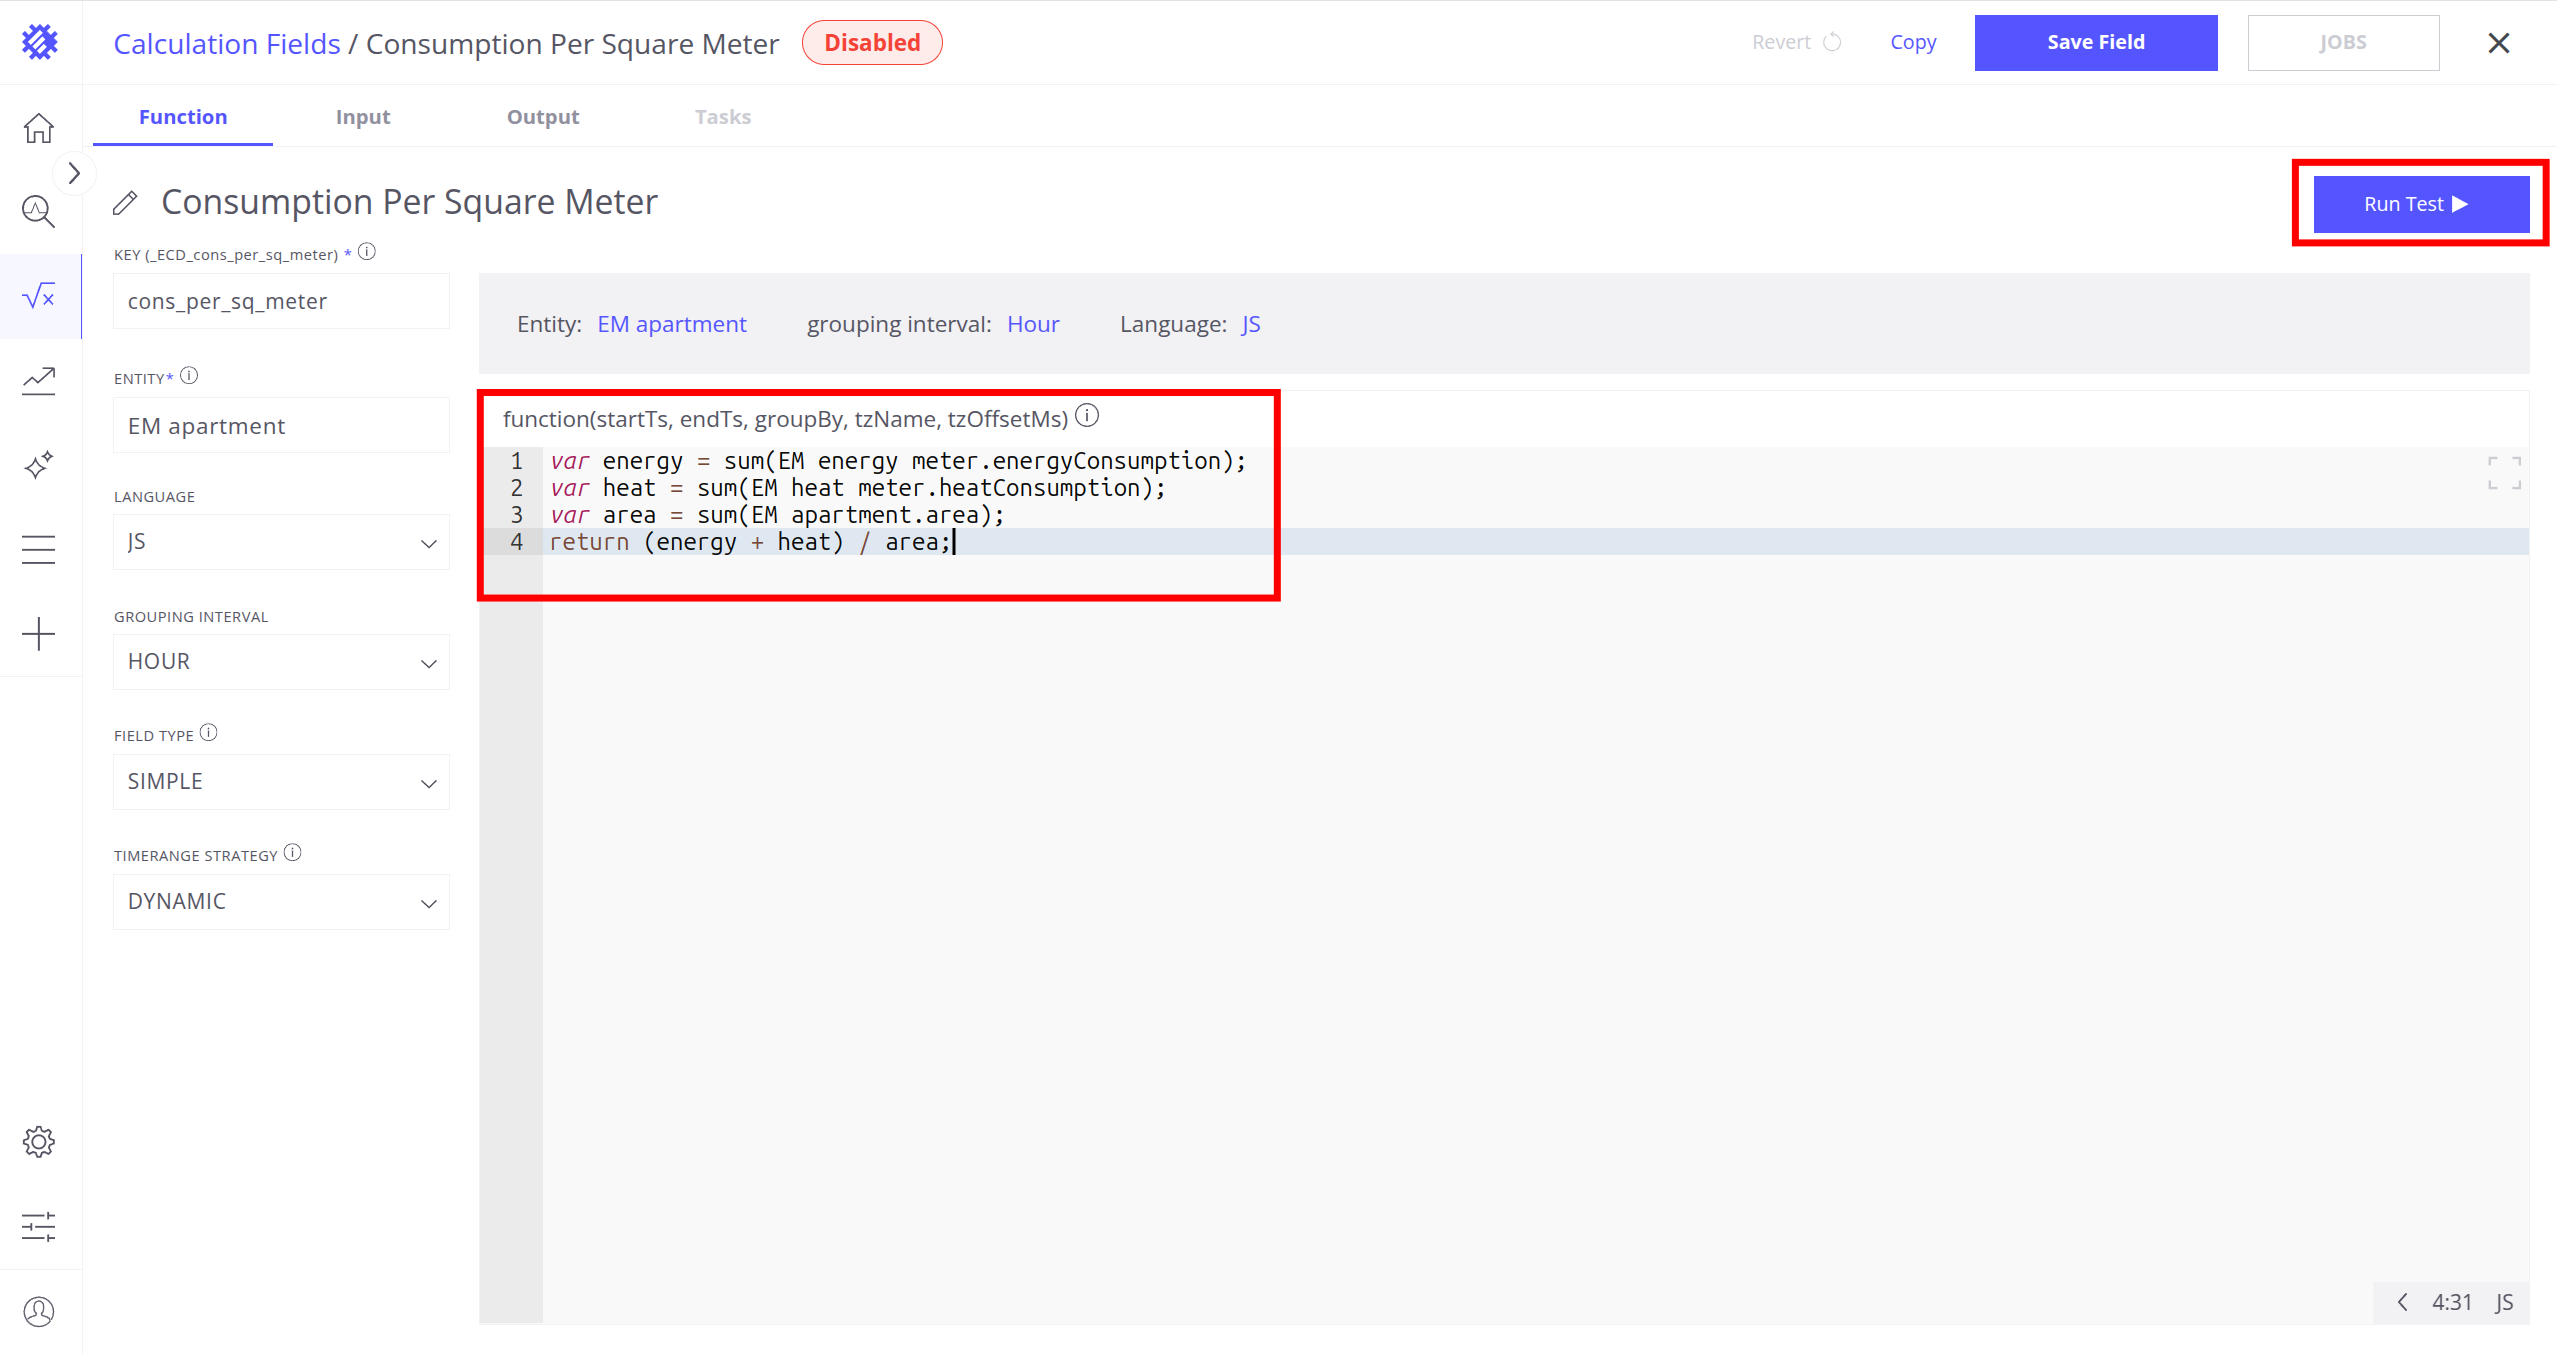 Calculation Fields / Consumption Per Square Meter Disabled Revert Copy Save Field JOBS
Function Input Output Tasks
Consumption Per Square Meter
Run Test
KEY (_ECD_cons_per_sq_meter) *
cons_per_sq_meter
Entity: EM apartment grouping interval: Hour Language: JS
ENTITY*
EM apartment
function(startTs, endTs, groupBy, tzName, tzOffsetMs)
1 var energy = sum(EM energy meter.energyConsumption);
2 var heat = sum(EM heat meter.heatConsumption);
3 var area = sum(EM apartment.area);
4 return (energy + heat) / area;
LANGUAGE
JS
GROUPING INTERVAL
HOUR
FIELD TYPE
SIMPLE
TIMERANGE STRATEGY
DYNAMIC
4:31 JS